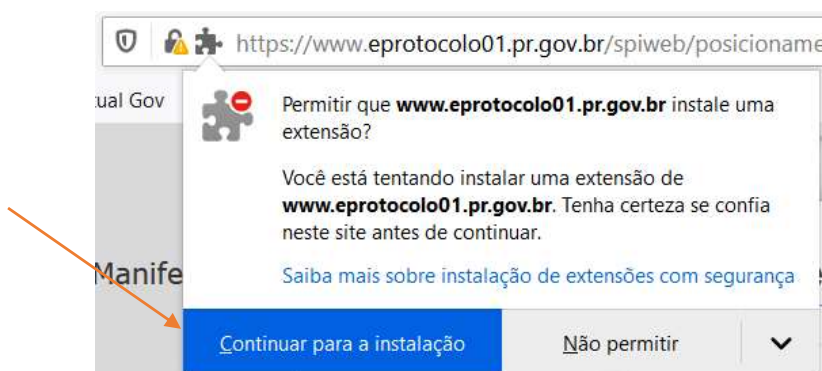 https://www.eprotocolo01.pr.gov.br/spiweb/posicioname
tual Gov
Permitir que www.eprotocolo01.pr.gov.br instale uma
extensão?
Você está tentando instalar uma extensão de
www.eprotocolo01.pr.gov.br. Tenha certeza se confia
neste site antes de continuar.
Manife
Saiba mais sobre instalação de extensões com segurança
Continuar para a instalação
Não permitir